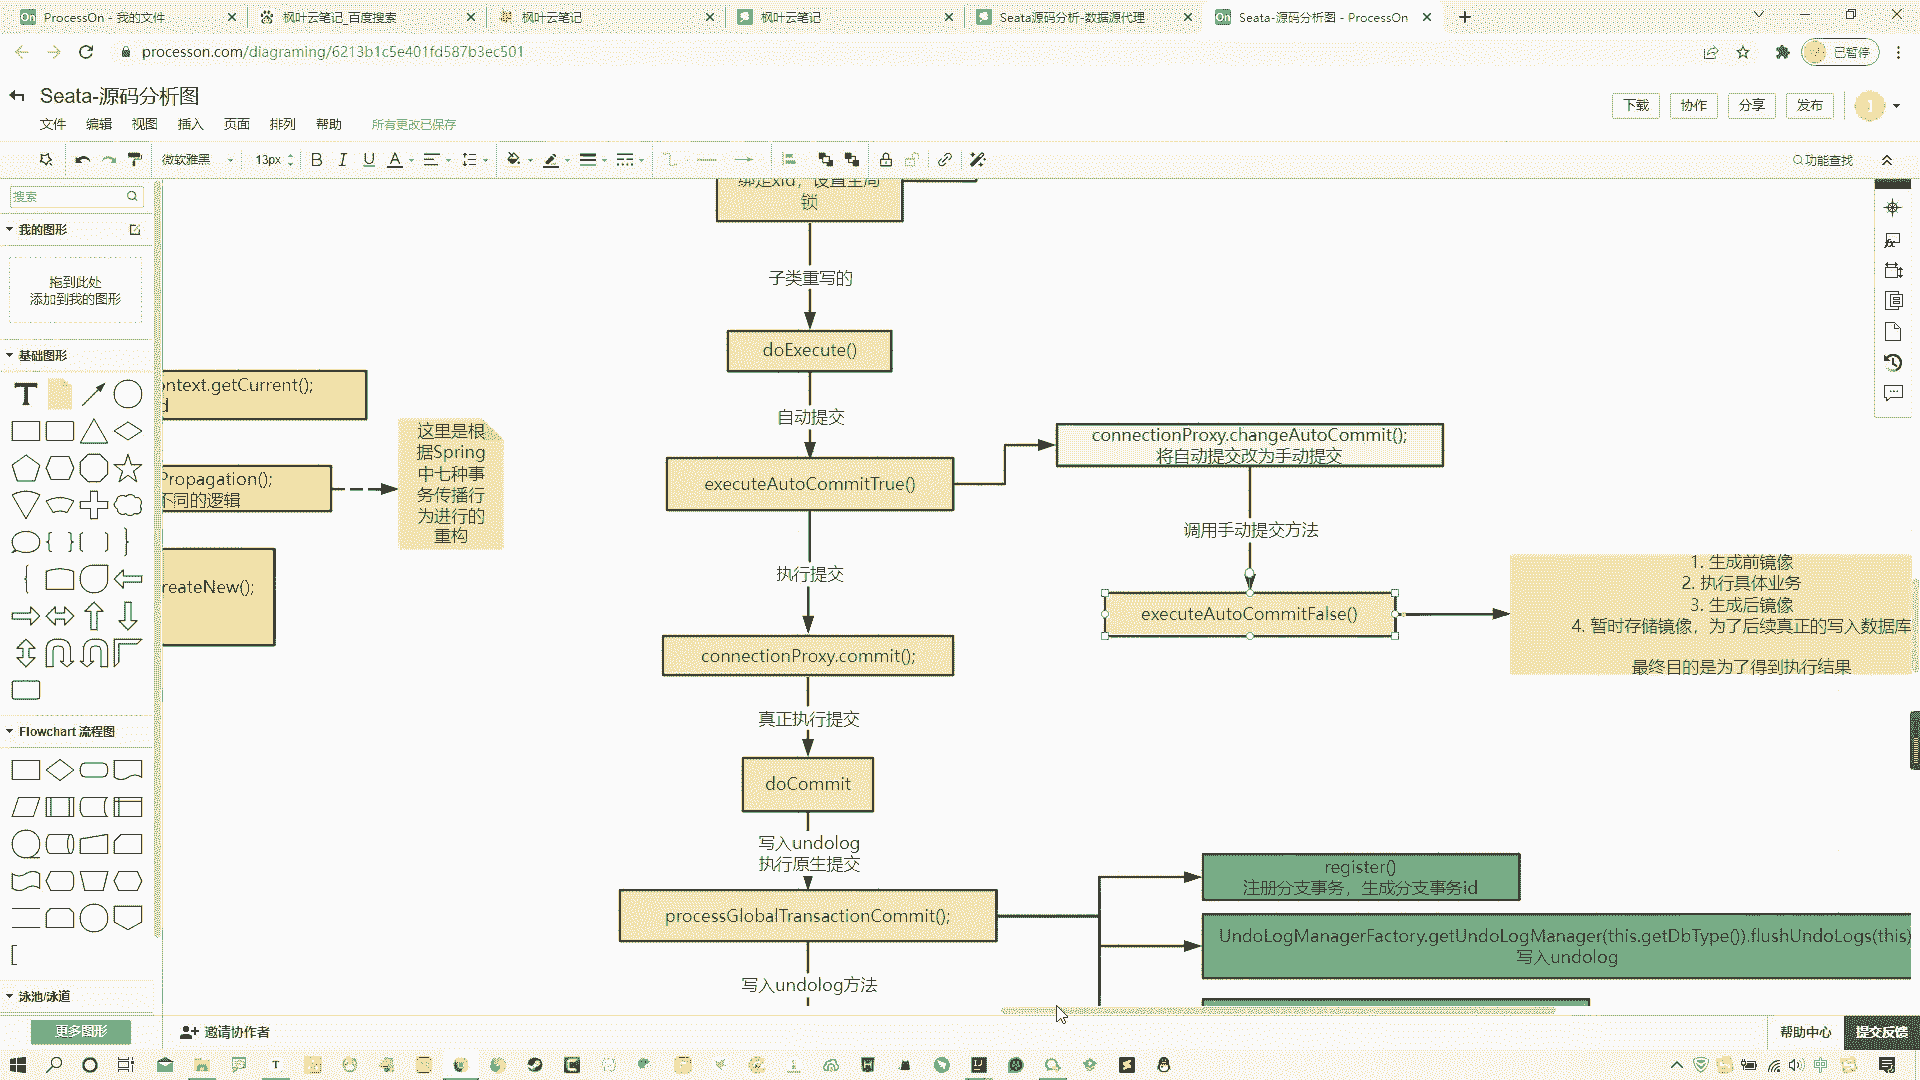 ProcessOn - 我的文件
枫叶云笔记_百度搜索
枫叶云笔记
枫叶云笔记
Seata源码分析-数据源代理
Seata-源码分析图 - ProcessOn
processon.com/diagraming/6213b1c5e401fd587b3ec501
已暂停
Seata-源码分析图
文件 编辑 视图 插入 页面 排列 帮助 所有更改已保存
下载 协作 分享 发布
微软雅黑 13px B I U A
功能查找
搜索
我的图形
拖到此处
添加到我的图形
基础图形
Flowchart 流程图
泳池/泳道
更多图形
绑定xid，设置全局
锁
子类重写的
doExecute()
自动提交
executeAutoCommitTrue()
执行提交
connectionProxy.commit();
真正执行提交
doCommit
写入undolog
执行原生提交
processGlobalTransactionCommit();
写入undolog方法
ontext.getCurrent();
d
Propagation();
不同的逻辑
reateNew();
这里是根
据Spring
中七种事
务传播行
为进行的
重构
connectionProxy.changeAutoCommit();
将自动提交改为手动提交
调用手动提交方法
executeAutoCommitFalse()
1. 生成前镜像
2. 执行具体业务
3. 生成后镜像
4. 暂时存储镜像，为了后续真正的写入数据库
最终目的是为了得到执行结果
register()
注册分支事务，生成分支事务id
UndoLogManagerFactory.getUndoLogManager(this.getDbType()).flushUndoLogs(this)
写入undolog
邀请协作者
帮助中心
提交反馈
中